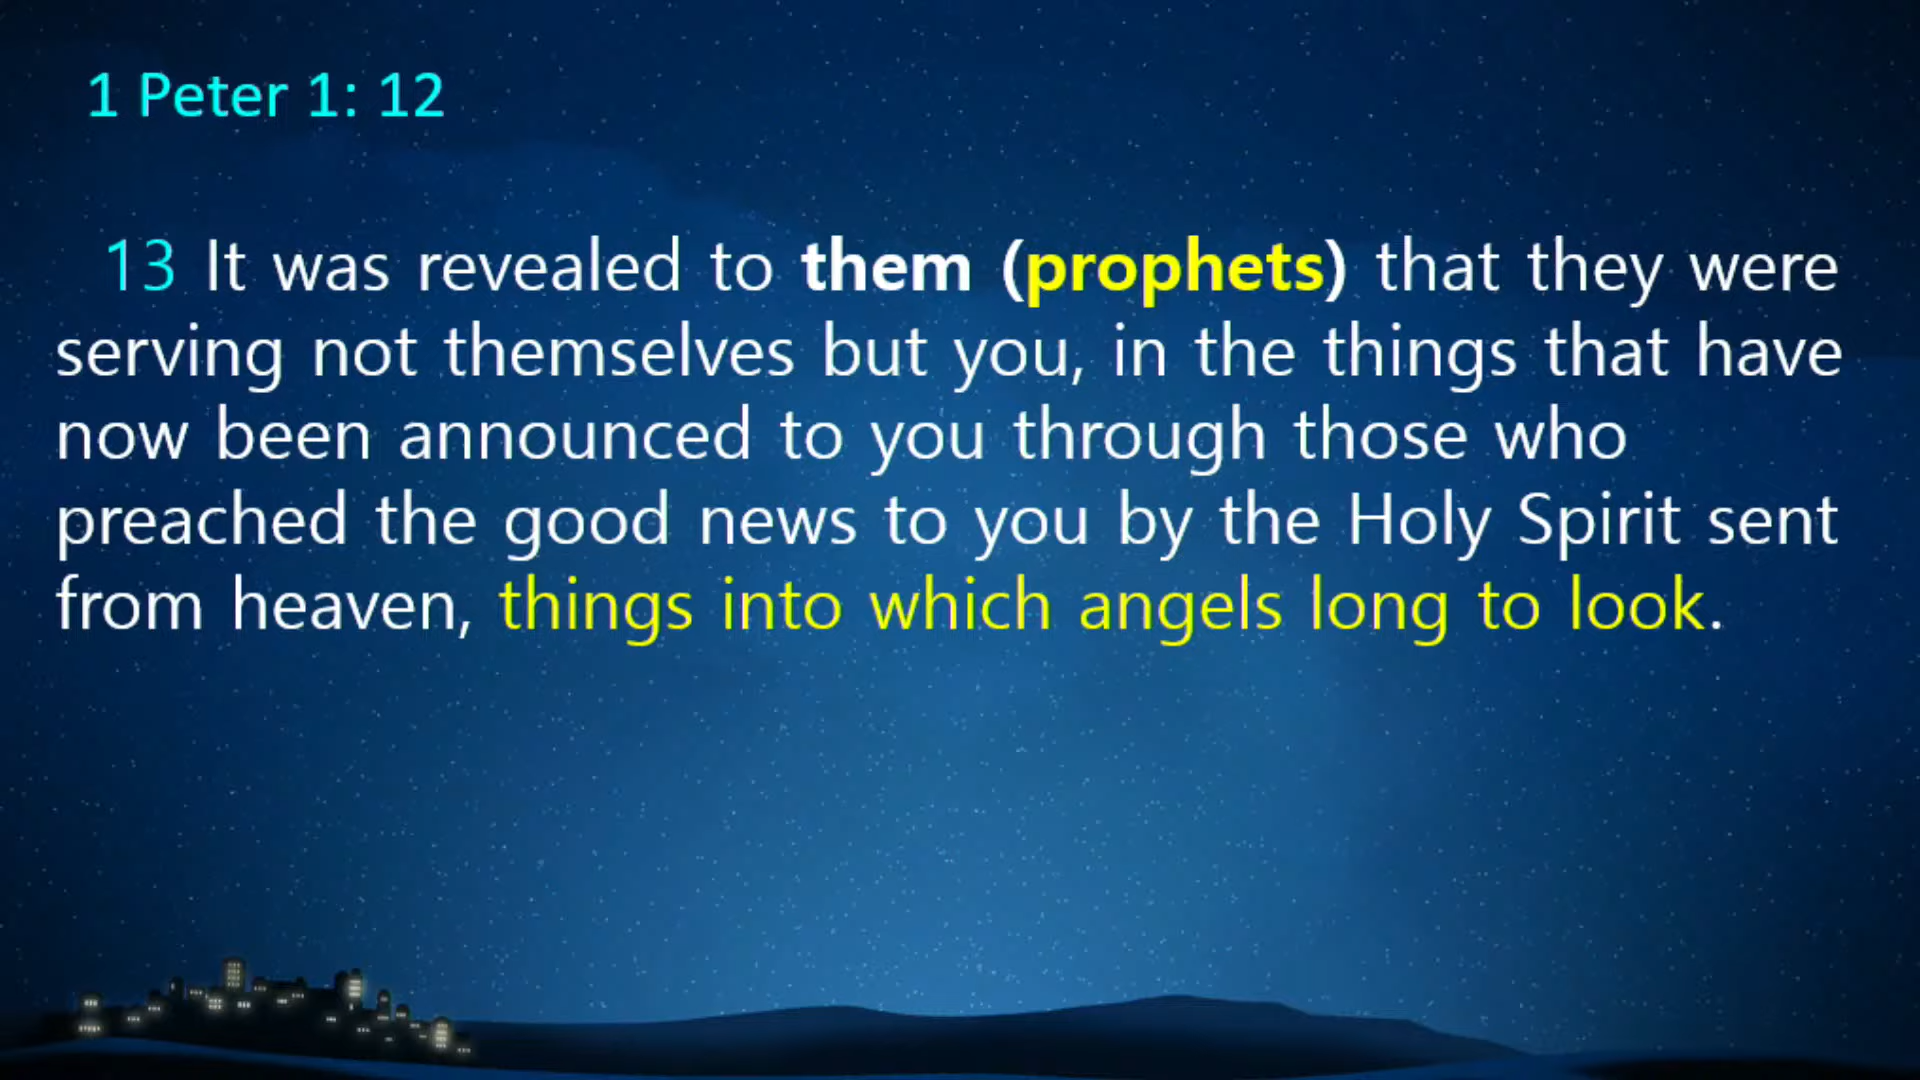 1 Peter 1: 12
13 It was revealed to them (prophets) that they were
serving not themselves but you, in the things that have
now been announced to you through those who
preached the good news to you by the Holy Spirit sent
from heaven, things into which angels long to look.